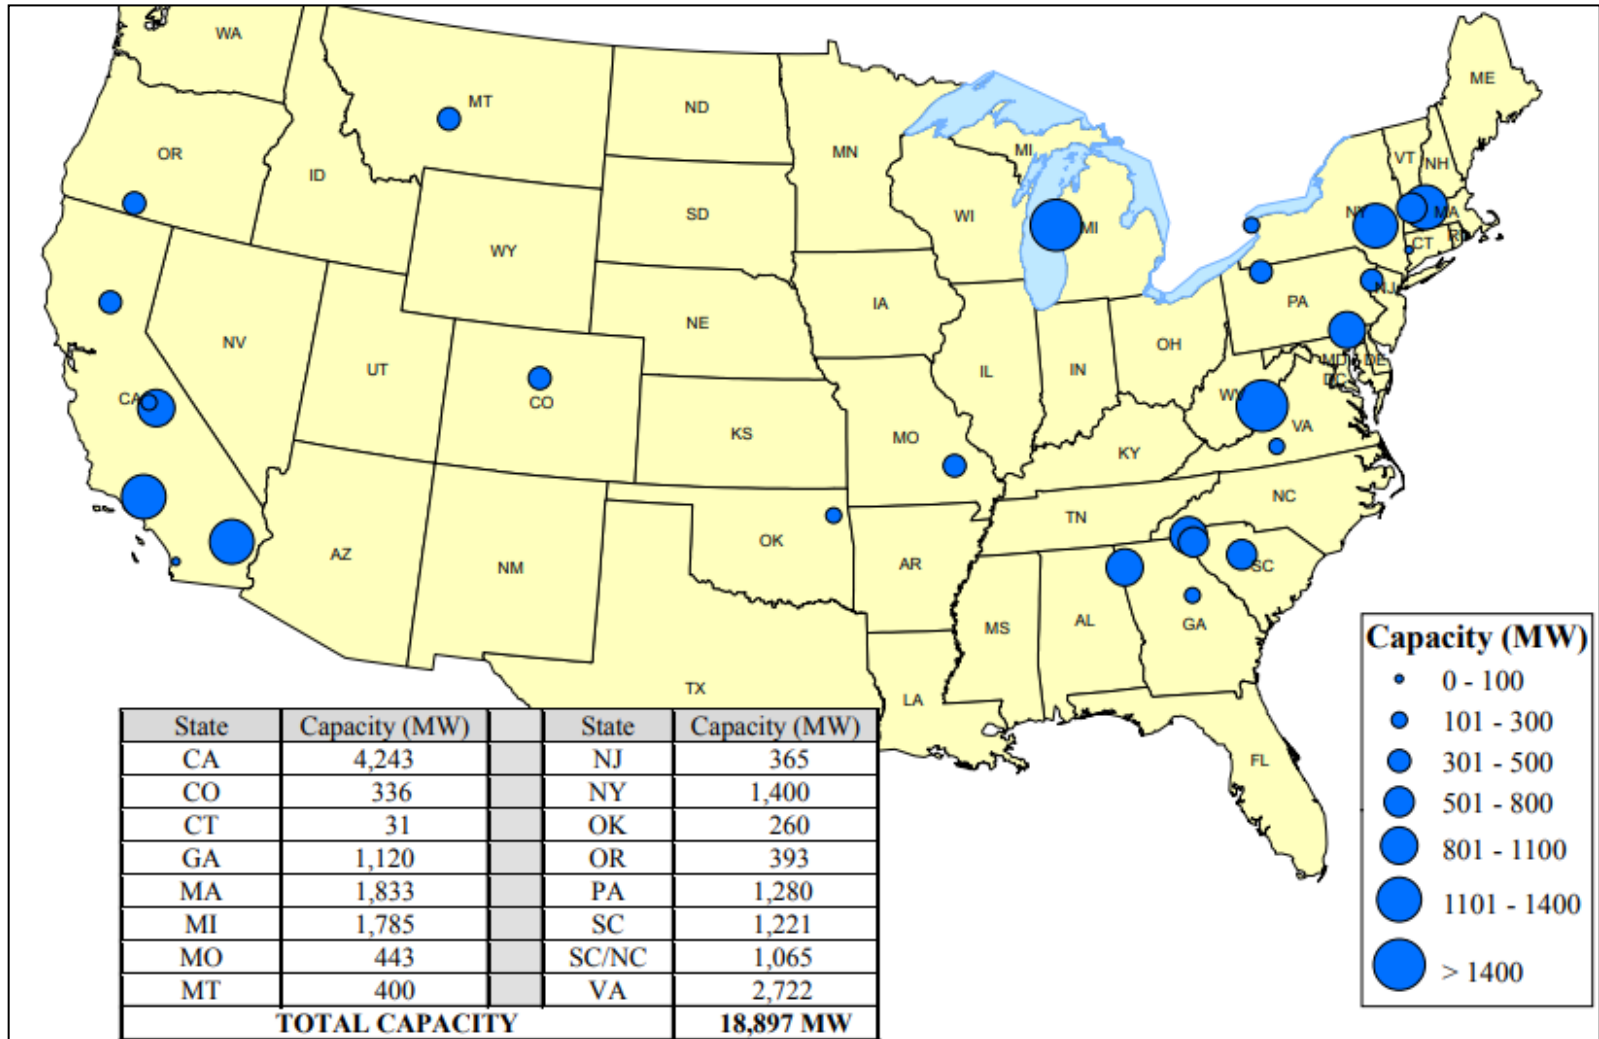 WA
MT
ND
MN
ME
OR
ID
SD
WI
MI
MI
VT
NH
NY
MA
CT
RI
WY
IA
NE
PA
NJ
NV
UT
CO
IL
IN
OH
MD
DE
DC
WV
VA
CA
KS
MO
KY
NC
TN
AZ
NM
OK
AR
SC
MS
AL
GA
TX
LA
FL
Capacity (MW)
0 - 100
101 - 300
301 - 500
501 - 800
801 - 1100
1101 - 1400
> 1400
State Capacity (MW) State Capacity (MW)
CA 4,243 NJ 365
CO 336 NY 1,400
CT 31 OK 260
GA 1,120 OR 393
MA 1,833 PA 1,280
MI 1,785 SC 1,221
MO 443 SC/NC 1,065
MT 400 VA 2,722
TOTAL CAPACITY 18,897 MW